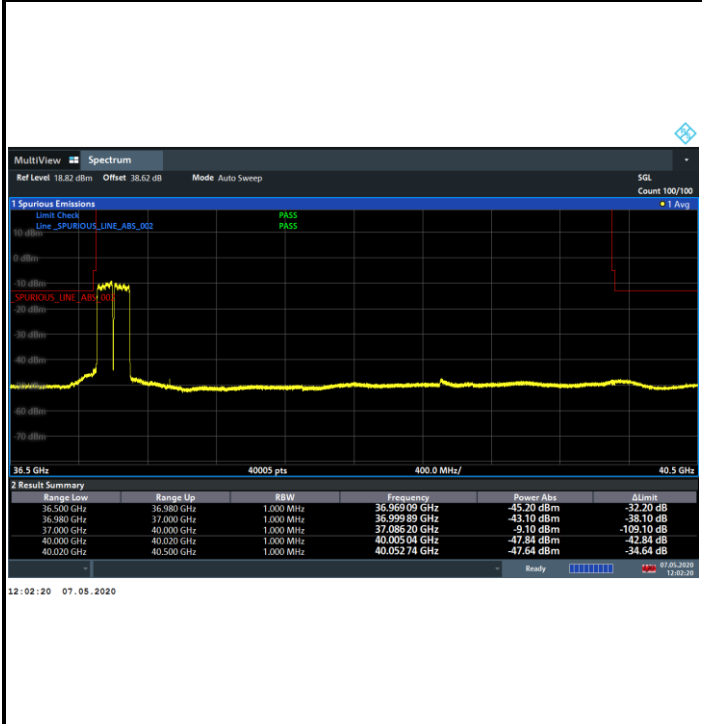 MultiView Spectrum
Ref Level 18.82 dBm Offset 38.62 dB Mode Auto Sweep SGL
Count 100/100
1 Spurious Emissions 1 Avg
Limit Check PASS
Line _SPURIOUS_LINE_ABS_002 PASS
10 dBm
0 dBm
-10 dBm
_SPURIOUS_LINE_ABS_002
-20 dBm
-30 dBm
-40 dBm
-50 dBm
-60 dBm
-70 dBm
36.5 GHz 40005 pts 400.0 MHz/ 40.5 GHz
2 Result Summary
Range Low Range Up RBW Frequency Power Abs ΔLimit
36.500 GHz 36.980 GHz 1.000 MHz 36.969 09 GHz -45.20 dBm -32.20 dB
36.980 GHz 37.000 GHz 1.000 MHz 36.999 89 GHz -43.10 dBm -38.10 dB
37.000 GHz 40.000 GHz 1.000 MHz 37.086 20 GHz -9.10 dBm -109.10 dB
40.000 GHz 40.020 GHz 1.000 MHz 40.005 04 GHz -47.84 dBm -42.84 dB
40.020 GHz 40.500 GHz 1.000 MHz 40.052 74 GHz -47.64 dBm -34.64 dB
Ready 07.05.2020
12:02:20
12:02:20 07.05.2020